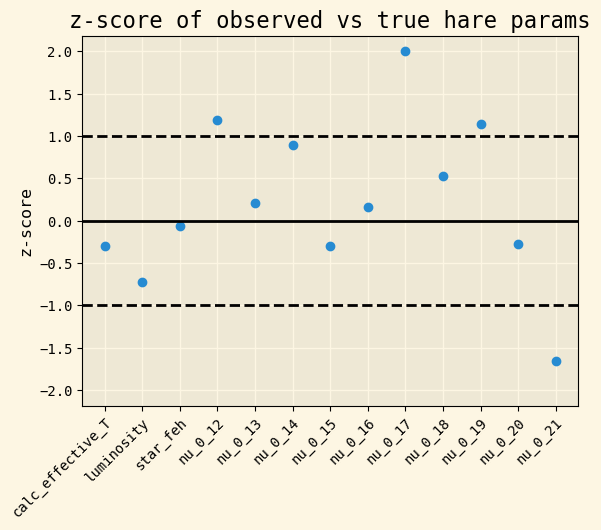 z-score of observed vs true hare params
z-score
2.0
1.5
1.0
0.5
0.0
−0.5
−1.0
−1.5
−2.0
calc_effective_T
luminosity
star_feh
nu_0_12
nu_0_13
nu_0_14
nu_0_15
nu_0_16
nu_0_17
nu_0_18
nu_0_19
nu_0_20
nu_0_21